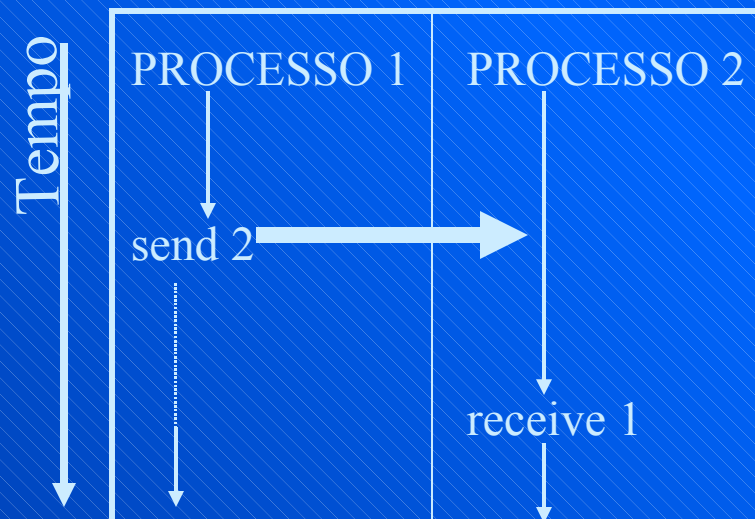 Tempo
PROCESSO 1
PROCESSO 2
send 2
receive 1